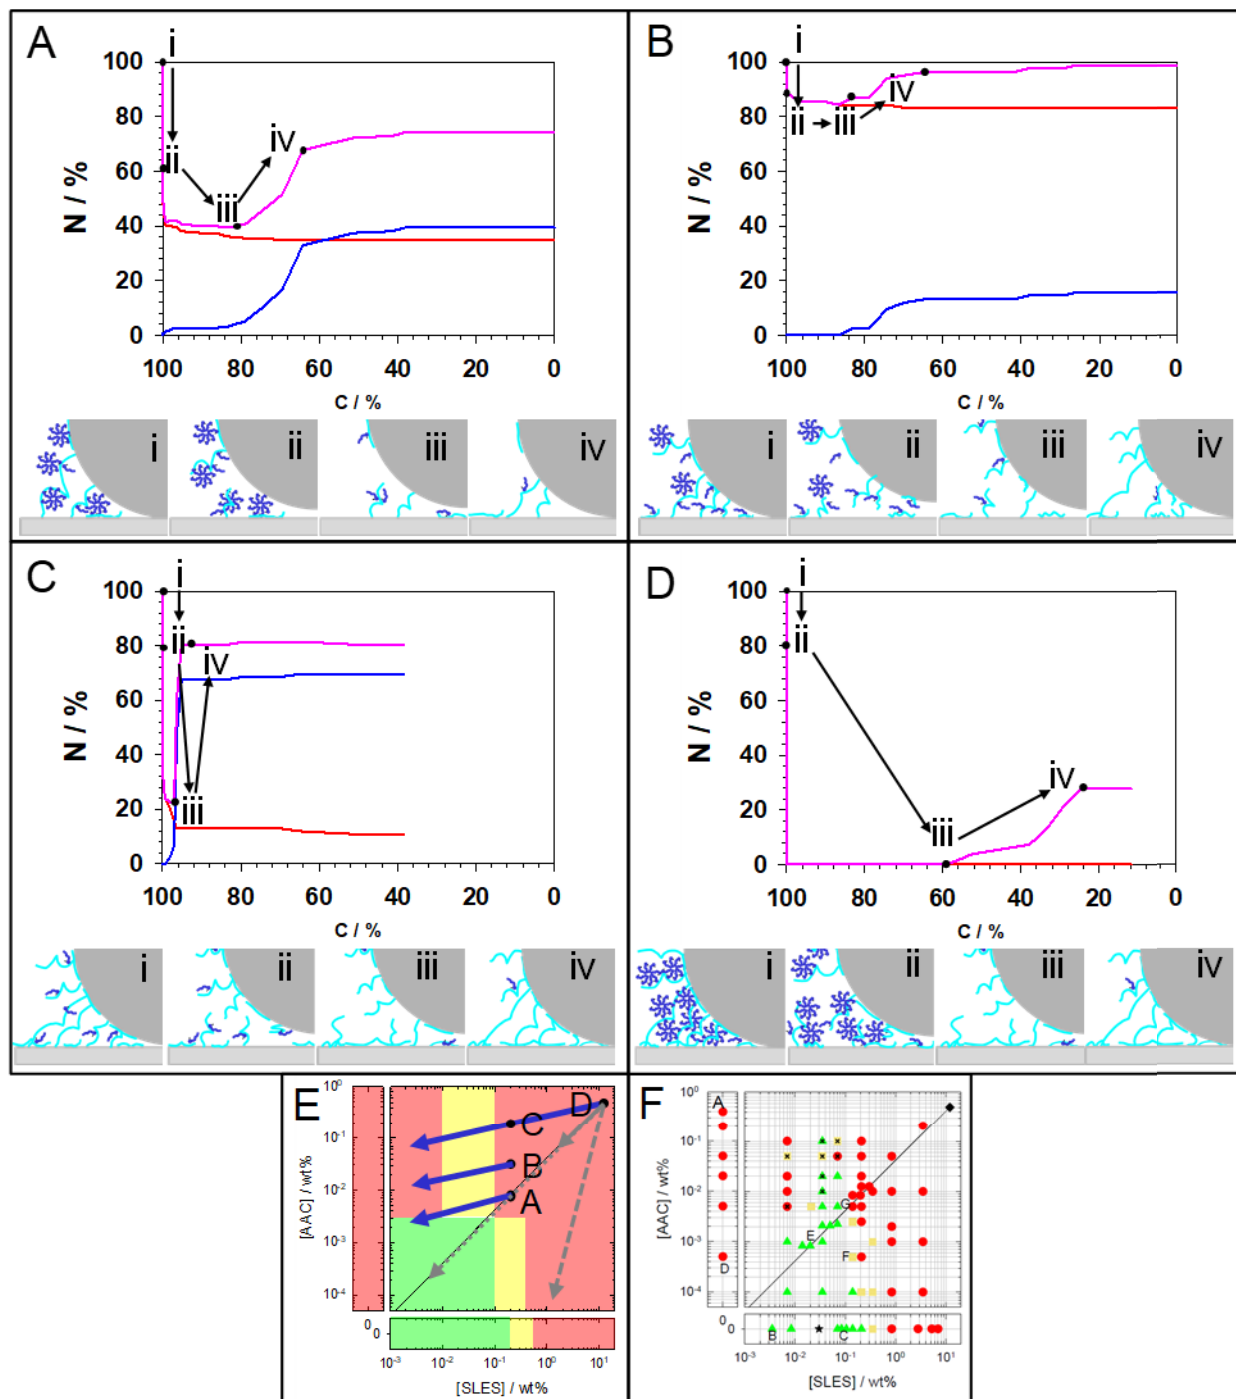 A
100
80
60
40
20
0
N / %
i
ii
iii
iv
100 80 60 40 20 0
C / %
i ii iii iv
B
100
80
60
40
20
0
N / %
i
ii iii
iv
100 80 60 40 20 0
C / %
i ii iii iv
C
100
80
60
40
20
0
N / %
i
ii
iv
iii
100 80 60 40 20 0
C / %
i ii iii iv
D
100
80
60
40
20
0
N / %
i
ii
iii
iv
100 80 60 40 20 0
C / %
i ii iii iv
E
10⁰
10⁻¹
10⁻²
10⁻³
10⁻⁴
0
[AAC] / wt%
D
C
B
A
0
10⁻³ 10⁻² 10⁻¹ 10⁰ 10¹
[SLES] / wt%
F
10⁰
10⁻¹
10⁻²
10⁻³
10⁻⁴
0
[AAC] / wt%
A
G
E
F
D
B C
0
10⁻³ 10⁻² 10⁻¹ 10⁰ 10¹
[SLES] / wt%